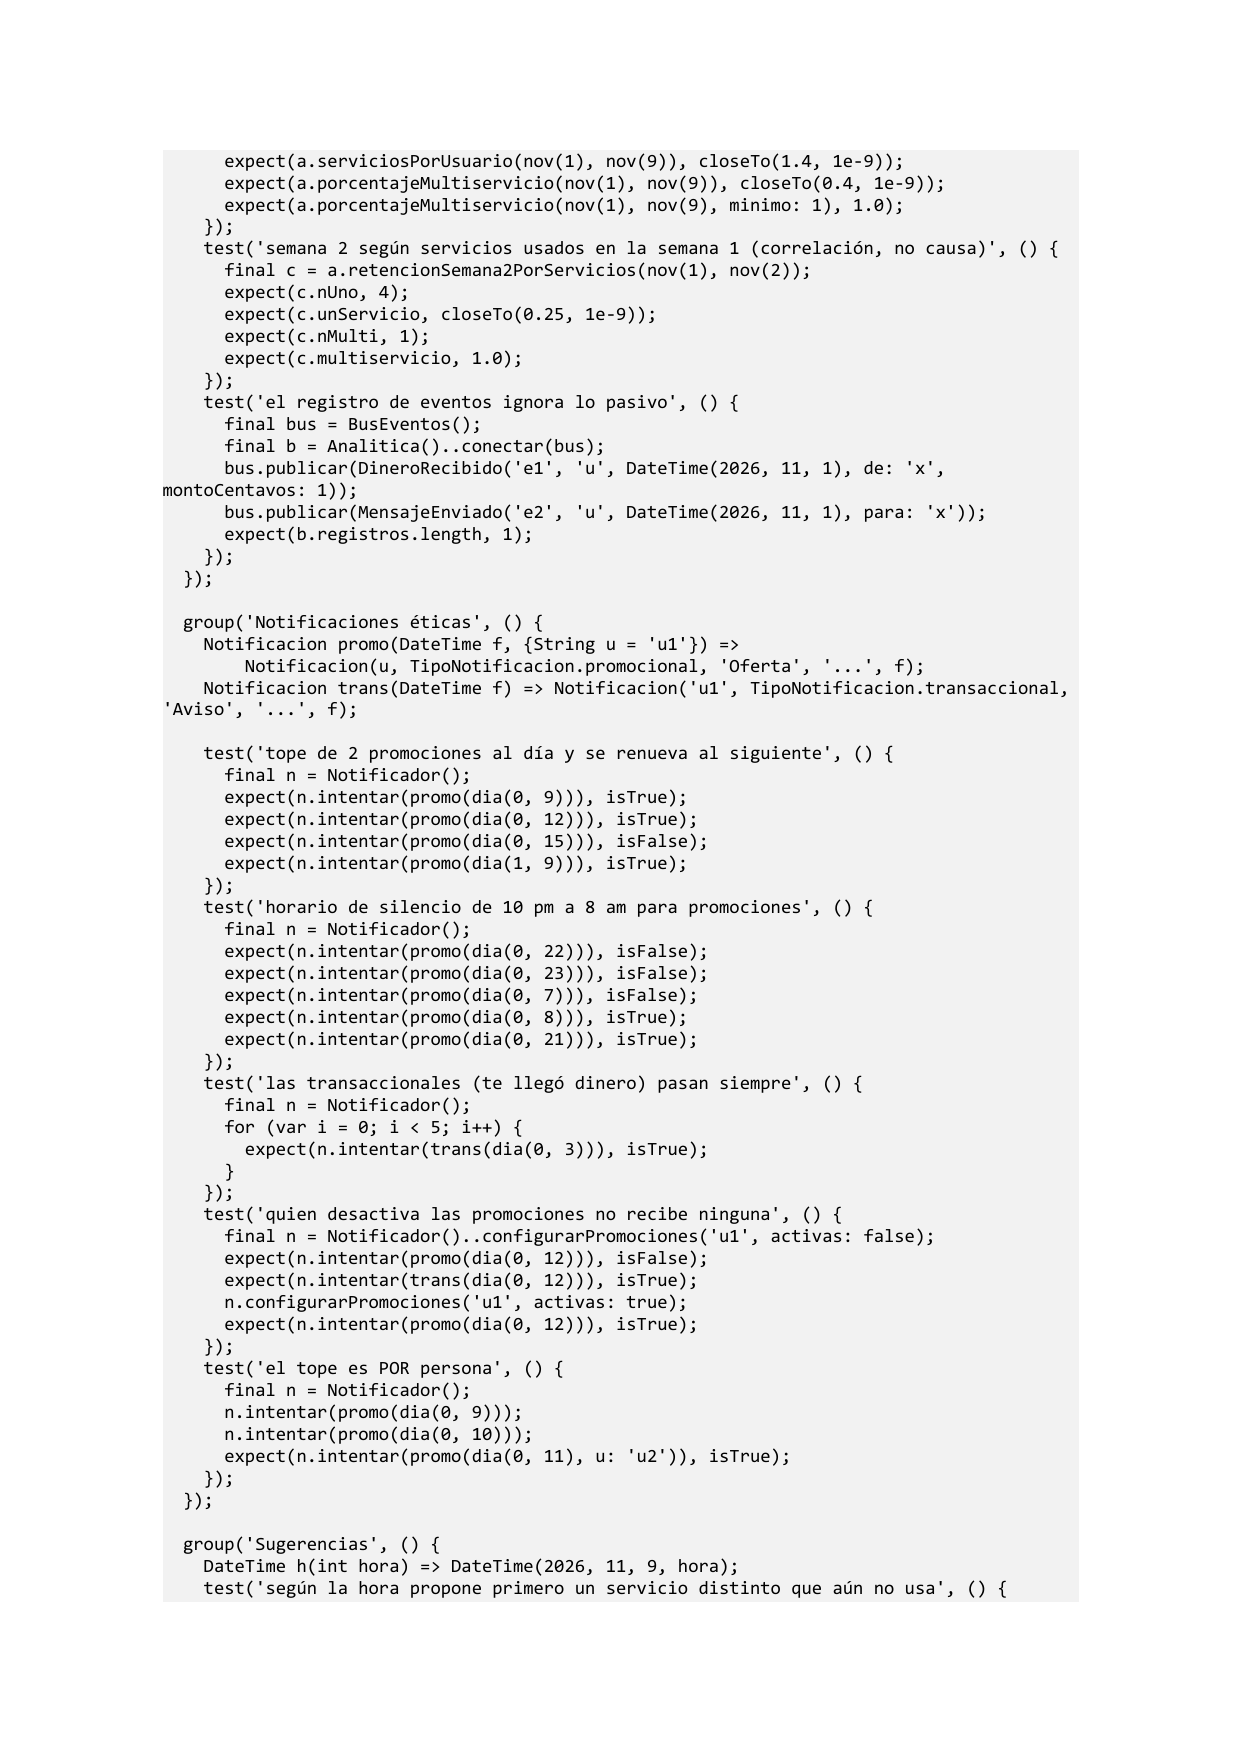 expect(a.serviciosPorUsuario(nov(1), nov(9)), closeTo(1.4, 1e-9));
expect(a.porcentajeMultiservicio(nov(1), nov(9)), closeTo(0.4, 1e-9));
expect(a.porcentajeMultiservicio(nov(1), nov(9), minimo: 1), 1.0);
});
test('semana 2 según servicios usados en la semana 1 (correlación, no causa)', () {
final c = a.retencionSemana2PorServicios(nov(1), nov(2));
expect(c.nUno, 4);
expect(c.unServicio, closeTo(0.25, 1e-9));
expect(c.nMulti, 1);
expect(c.multiservicio, 1.0);
});
test('el registro de eventos ignora lo pasivo', () {
final bus = BusEventos();
final b = Analitica()..conectar(bus);
bus.publicar(DineroRecibido('e1', 'u', DateTime(2026, 11, 1), de: 'x',
montoCentavos: 1));
bus.publicar(MensajeEnviado('e2', 'u', DateTime(2026, 11, 1), para: 'x'));
expect(b.registros.length, 1);
});
});
group('Notificaciones éticas', () {
Notificacion promo(DateTime f, {String u = 'u1'}) =>
Notificacion(u, TipoNotificacion.promocional, 'Oferta', '...', f);
Notificacion trans(DateTime f) => Notificacion('u1', TipoNotificacion.transaccional,
'Aviso', '...', f);
test('tope de 2 promociones al día y se renueva al siguiente', () {
final n = Notificador();
expect(n.intentar(promo(dia(0, 9))), isTrue);
expect(n.intentar(promo(dia(0, 12))), isTrue);
expect(n.intentar(promo(dia(0, 15))), isFalse);
expect(n.intentar(promo(dia(1, 9))), isTrue);
});
test('horario de silencio de 10 pm a 8 am para promociones', () {
final n = Notificador();
expect(n.intentar(promo(dia(0, 22))), isFalse);
expect(n.intentar(promo(dia(0, 23))), isFalse);
expect(n.intentar(promo(dia(0, 7))), isFalse);
expect(n.intentar(promo(dia(0, 8))), isTrue);
expect(n.intentar(promo(dia(0, 21))), isTrue);
});
test('las transaccionales (te llegó dinero) pasan siempre', () {
final n = Notificador();
for (var i = 0; i < 5; i++) {
expect(n.intentar(trans(dia(0, 3))), isTrue);
}
});
test('quien desactiva las promociones no recibe ninguna', () {
final n = Notificador()..configurarPromociones('u1', activas: false);
expect(n.intentar(promo(dia(0, 12))), isFalse);
expect(n.intentar(trans(dia(0, 12))), isTrue);
n.configurarPromociones('u1', activas: true);
expect(n.intentar(promo(dia(0, 12))), isTrue);
});
test('el tope es POR persona', () {
final n = Notificador();
n.intentar(promo(dia(0, 9)));
n.intentar(promo(dia(0, 10)));
expect(n.intentar(promo(dia(0, 11), u: 'u2')), isTrue);
});
});
group('Sugerencias', () {
DateTime h(int hora) => DateTime(2026, 11, 9, hora);
test('según la hora propone primero un servicio distinto que aún no usa', () {